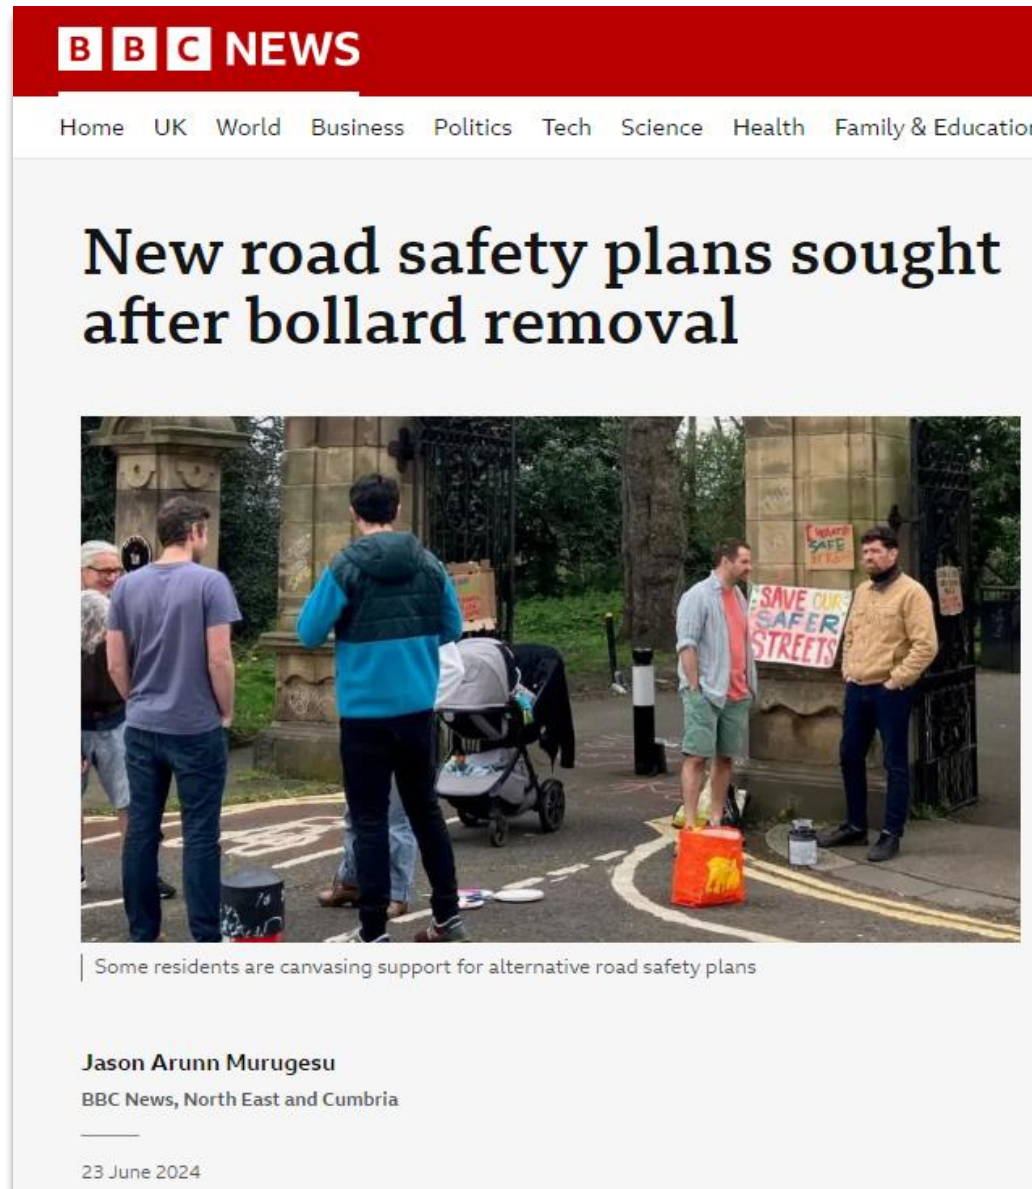 BBC NEWS
Home UK World Business Politics Tech Science Health Family & Education
New road safety plans sought
after bollard removal
SAFE
SAVE OUR
SAFER
STREETS
Some residents are canvasing support for alternative road safety plans
Jason Arunn Murugesu
BBC News, North East and Cumbria
23 June 2024